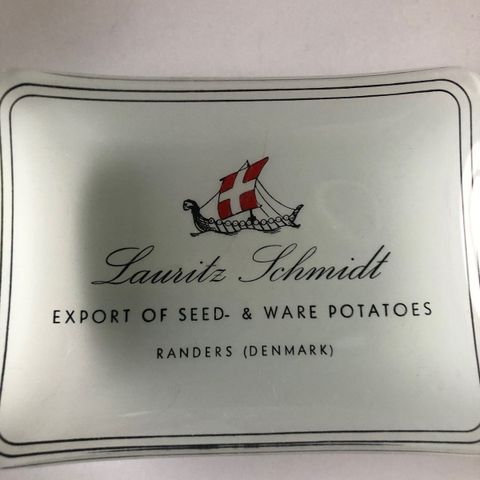 Lauritz Schmidt
EXPORT OF SEED- & WARE POTATOES
RANDERS (DENMARK)